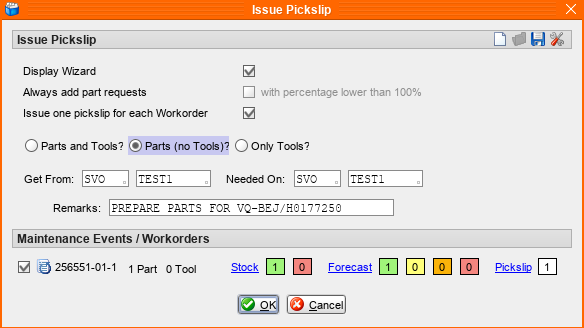 Issue Pickslip
Issue Pickslip
Display Wizard
Always add part requests with percentage lower than 100%
Issue one pickslip for each Workorder
Parts and Tools? Parts (no Tools)? Only Tools?
Get From: SVO TEST1 Needed On: SVO TEST1
Remarks: PREPARE PARTS FOR VQ-BEJ/H0177250
Maintenance Events / Workorders
256551-01-1 1 Part 0 Tool Stock 1 0 Forecast 1 0 0 0 Pickslip 1
OK Cancel